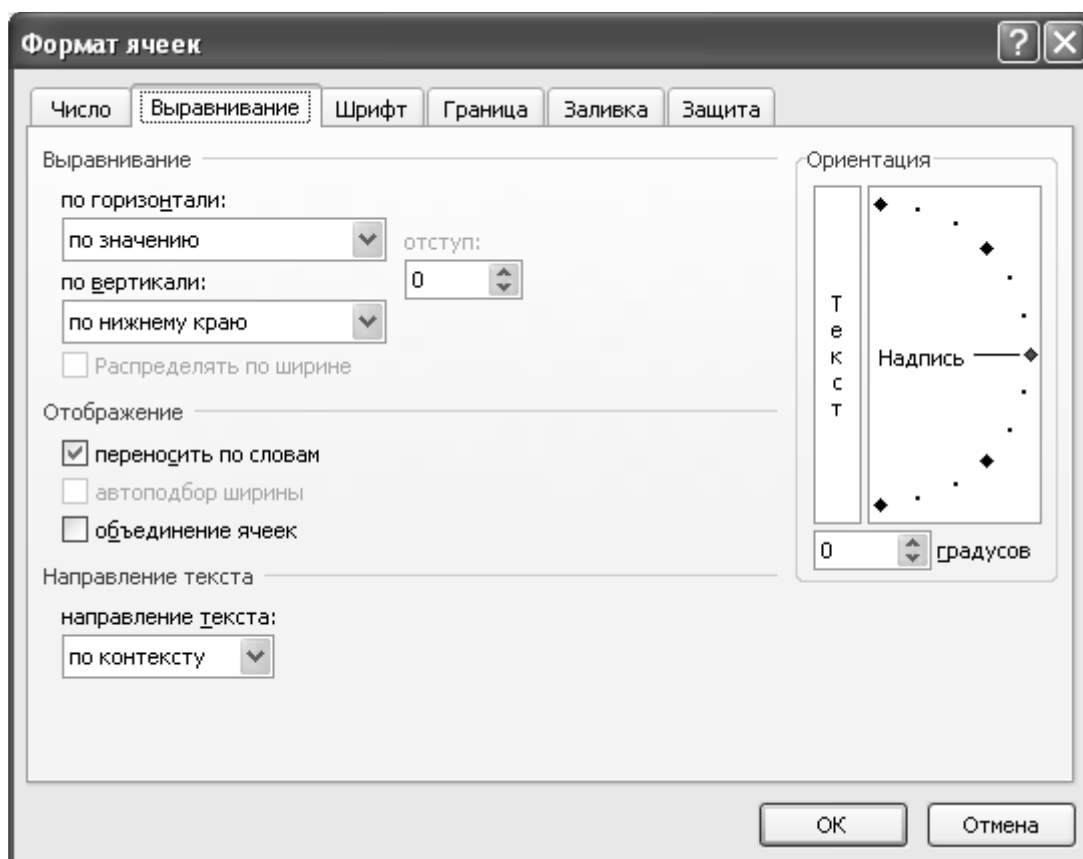 Формат ячеек
Число Выравнивание Шрифт Граница Заливка Защита
Выравнивание
по горизонтали:
по значению
отступ:
0
по вертикали:
по нижнему краю
Распределять по ширине
Отображение
переносить по словам
автоподбор ширины
объединение ячеек
Направление текста
направление текста:
по контексту
Ориентация
Текст
Надпись
0 градусов
ОК Отмена